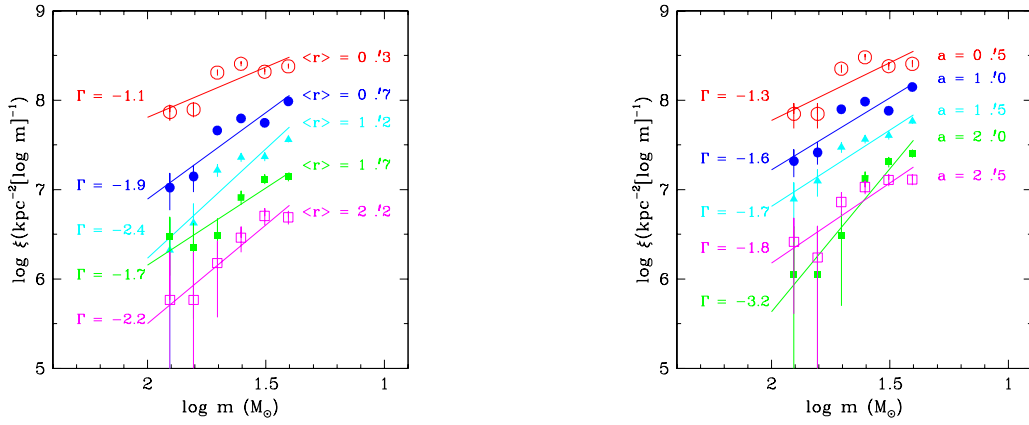 9
8
7
6
5
log ξ(kpc⁻²[log m]⁻¹)
Γ = −1.1
Γ = −1.9
Γ = −2.4
Γ = −1.7
Γ = −2.2
<r> = 0 .′3
<r> = 0 .′7
<r> = 1 .′2
<r> = 1 .′7
<r> = 2 .′2
2
1.5
1
log m (M⊙)
9
8
7
6
5
log ξ(kpc⁻²[log m]⁻¹)
Γ = −1.3
Γ = −1.6
Γ = −1.7
Γ = −1.8
Γ = −3.2
a = 0 .′5
a = 1 .′0
a = 1 .′5
a = 2 .′0
a = 2 .′5
2
1.5
1
log m (M⊙)